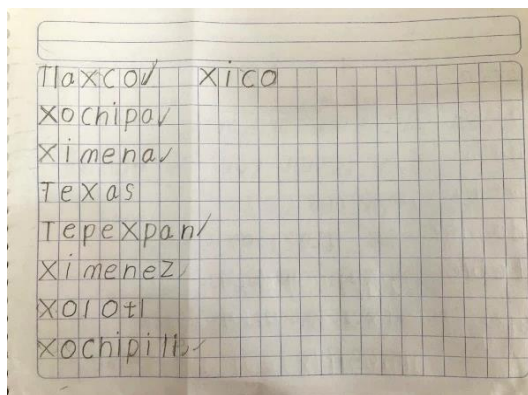 Tlaxco✓ Xico
Xochipa✓
Ximena✓
Texas
Tepexpan✓
Ximenez✓
Xolotl
Xochipilli✓